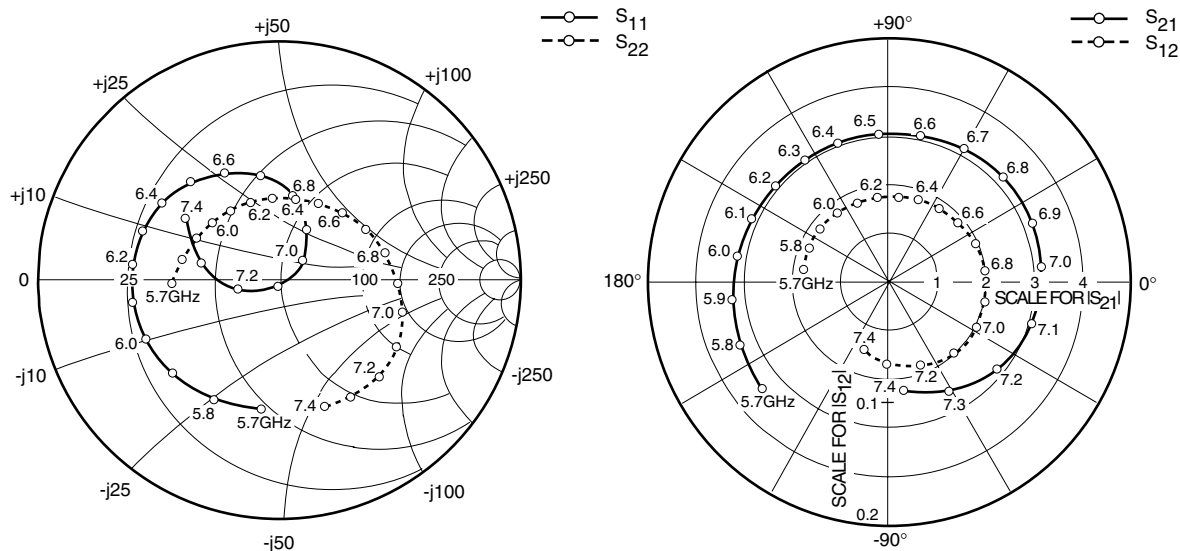 S11
S22
+j50
+j25
+j100
+j10
+j250
0
25
100
250
-j10
-j250
-j25
-j100
-j50
6.6
6.4
7.4
6.8
6.2
6.4
6.6
6.0
6.2
7.0
6.8
7.2
5.7GHz
7.0
6.0
7.2
5.8
5.7GHz
7.4
S21
S12
+90°
6.5
6.6
6.4
6.7
6.3
6.8
6.2
6.2
6.4
6.0
6.6
6.1
6.9
5.8
6.0
6.8
7.0
180°
5.7GHz
1
2
3
4
0°
5.9
SCALE FOR |S21|
7.0
7.1
5.8
7.4
7.2
7.2
5.7GHz
7.4
7.3
0.1
SCALE FOR |S12|
0.2
-90°